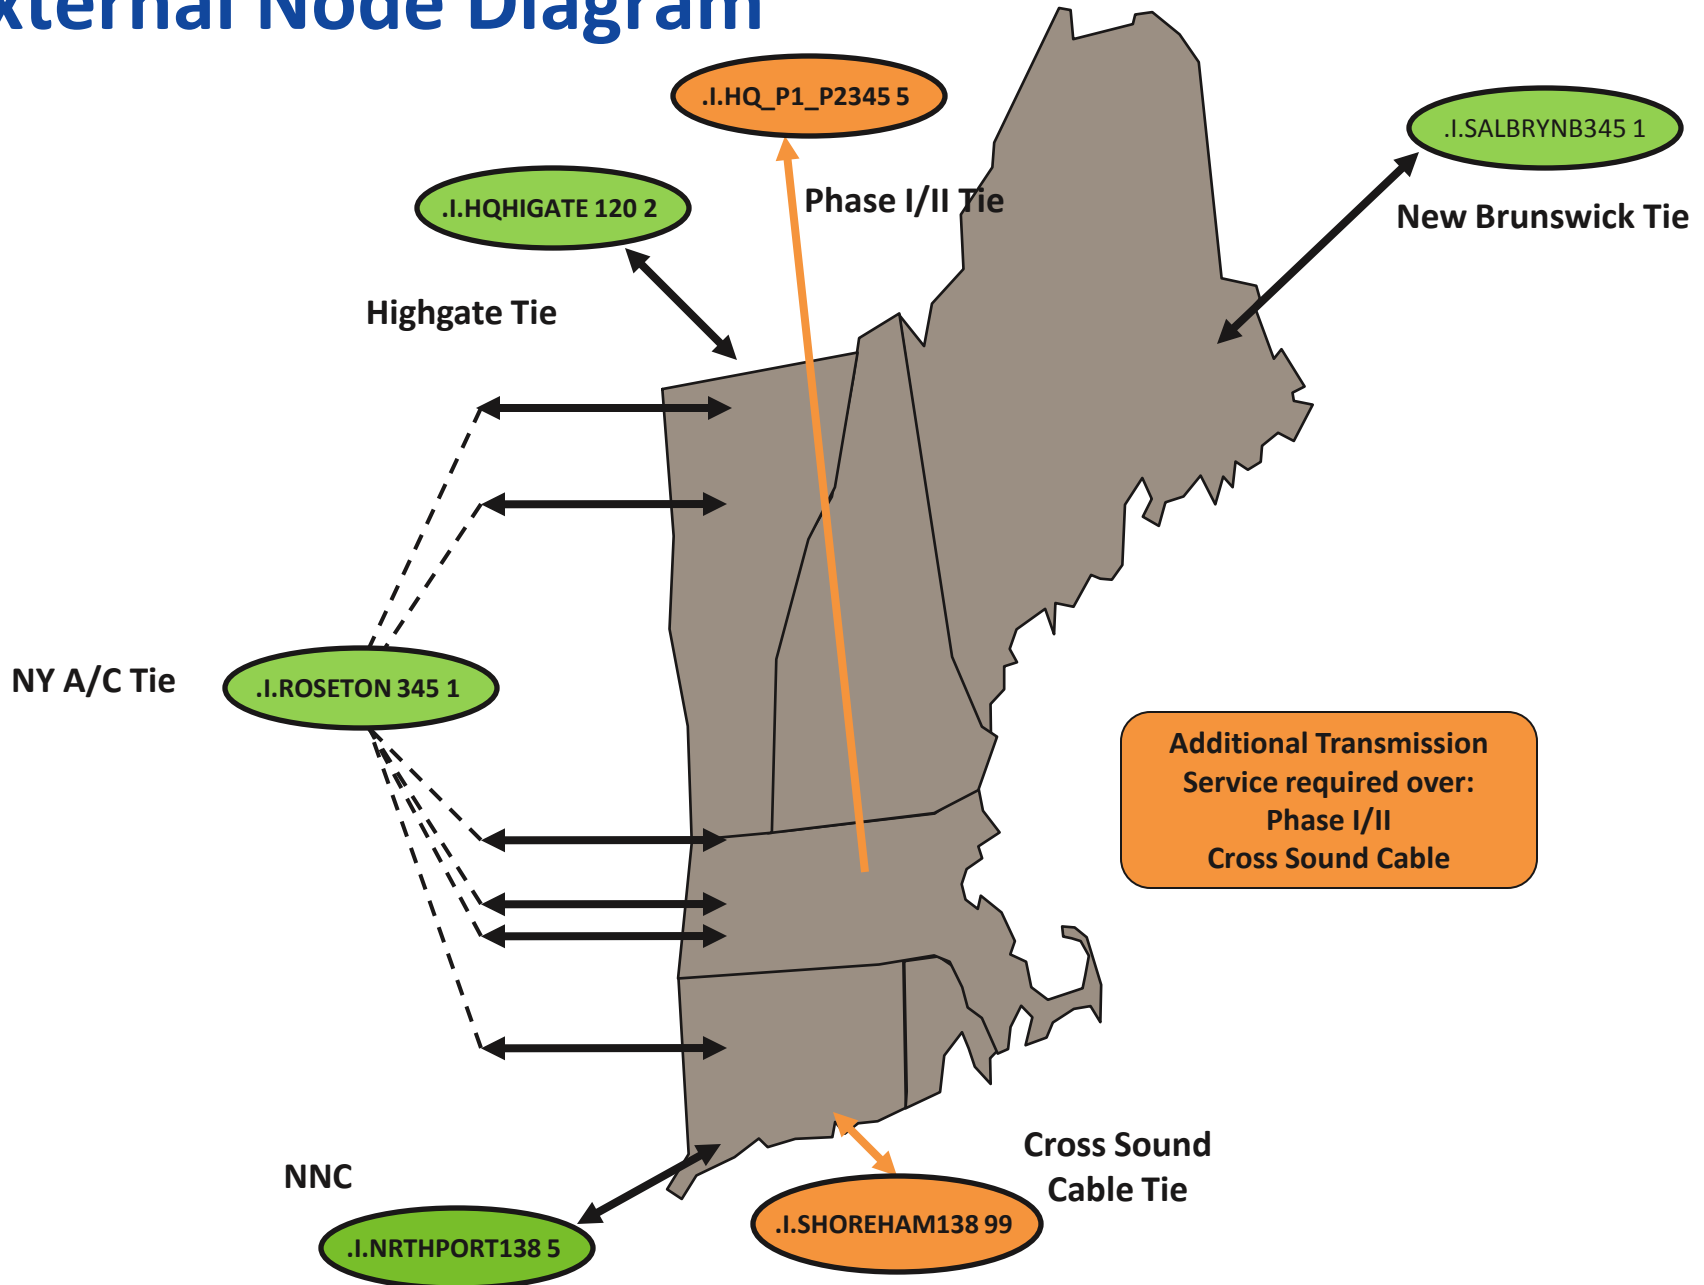 xternal Node Diagram
.I.HQ_P1_P2345 5
.I.SALBRYNB345 1
Phase I/II Tie
.I.HQHIGATE 120 2
New Brunswick Tie
Highgate Tie
NY A/C Tie
.I.ROSETON 345 1
Additional Transmission
Service required over:
Phase I/II
Cross Sound Cable
Cross Sound
Cable Tie
NNC
.I.SHOREHAM138 99
.I.NRTHPORT138 5